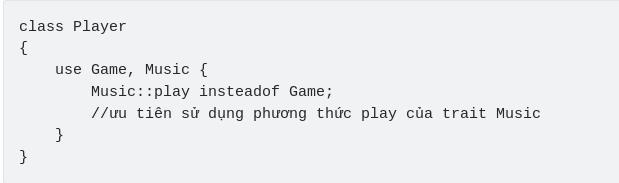 class Player
{
    use Game, Music {
        Music::play insteadof Game;
        //ưu tiên sử dụng phương thức play của trait Music
    }
}